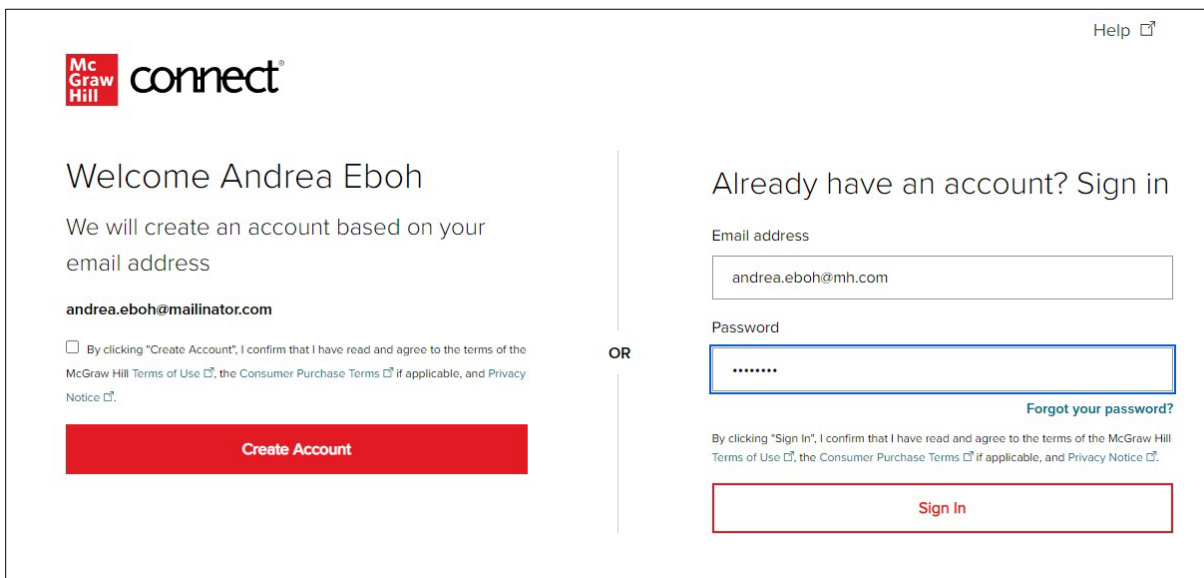 Help
Mc
Graw
Hill
connect®
Welcome Andrea Eboh
We will create an account based on your
email address
andrea.eboh@mailinator.com
By clicking "Create Account", I confirm that I have read and agree to the terms of the
McGraw Hill Terms of Use, the Consumer Purchase Terms if applicable, and Privacy
Notice.
Create Account
OR
Already have an account? Sign in
Email address
andrea.eboh@mh.com
Password
••••••••
Forgot your password?
By clicking "Sign In", I confirm that I have read and agree to the terms of the McGraw Hill
Terms of Use, the Consumer Purchase Terms if applicable, and Privacy Notice.
Sign In